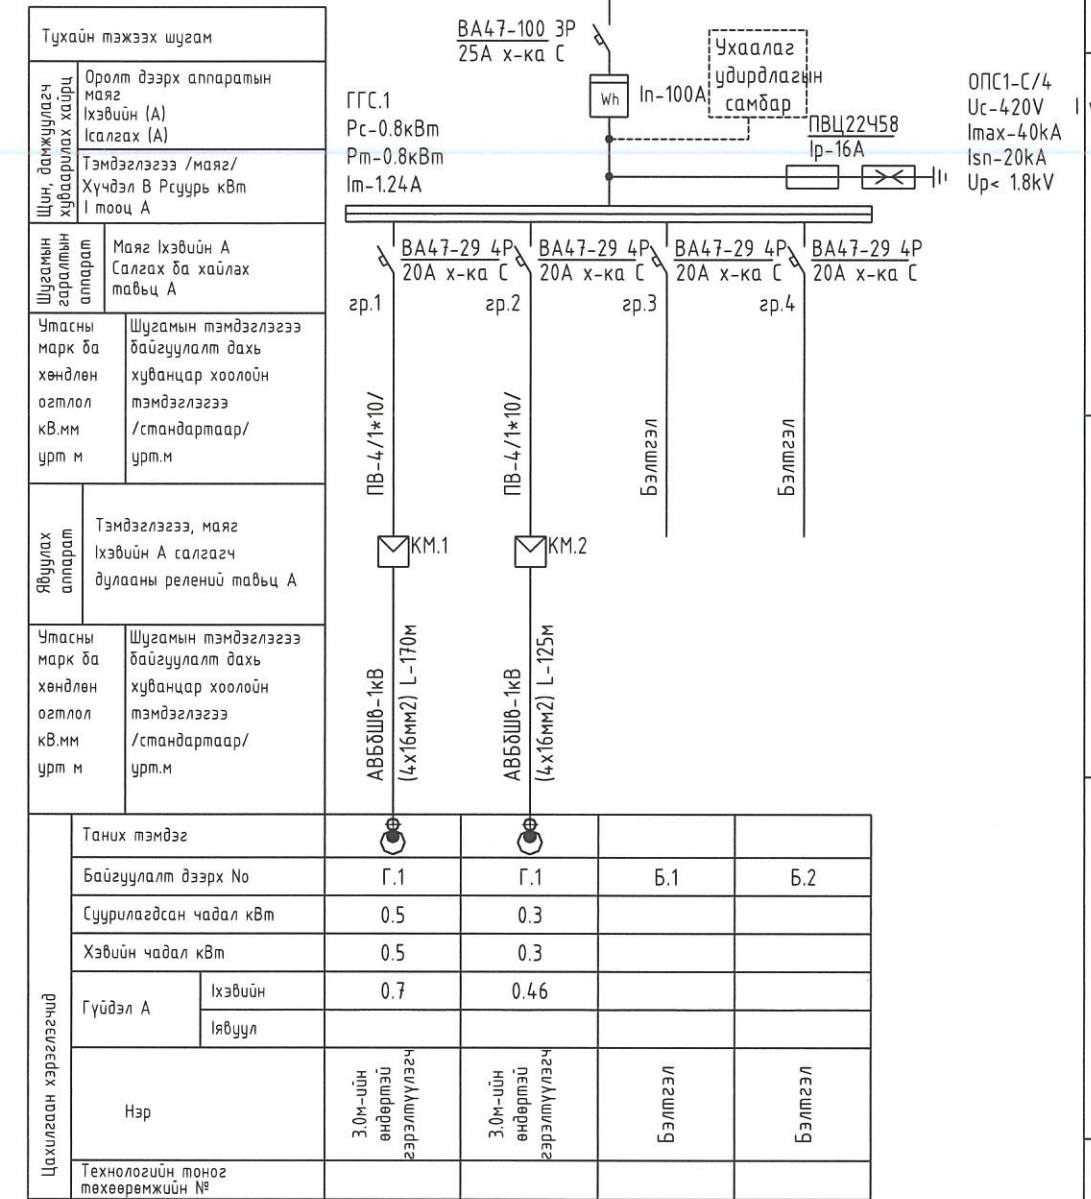 Тухайн тэжээх шугам
Шин, дамжуулагч
хуваарилах хайрц
Оролт дээрх аппаратын
маяг
Iхэвийн (А)
Iсалгах (А)
Тэмдэглэгээ /маяг/
Хүчдэл В Рсуурь кВт
I тооц А
Шугамын
гаралтын
аппарат
Маяг Iхэвийн А
Салгах ба хайлах
тавьц А
Утасны
марк ба
хөндлөн
огтлол
кВ.мм
урт м
Шугамын тэмдэглэгээ
байгуулалт дахь
хуванцар хоолойн
тэмдэглэгээ
/стандартаар/
урт.м
Явуулах
аппарат
Тэмдэглэгээ, маяг
Iхэвийн А салгагч
дулааны релений тавьц А
Утасны
марк ба
хөндлөн
огтлол
кВ.мм
урт м
Шугамын тэмдэглэгээ
байгуулалт дахь
хуванцар хоолойн
тэмдэглэгээ
/стандартаар/
урт.м
ВА47-100 3Р
25А х-ка С
Wh
In-100A
Ухаалаг
удирдлагын
самбар
ПВЦ22Ч58
Iр-16А
ОПС1-С/4
Uc-420V
Imax-40kA
Isn-20kA
Up< 1.8kV
ГГС.1
Рс-0.8кВт
Рт-0.8кВт
Iт-1.24А
ВА47-29 4Р
20А х-ка С
ВА47-29 4Р
20А х-ка С
ВА47-29 4Р
20А х-ка С
ВА47-29 4Р
20А х-ка С
гр.1
гр.2
гр.3
гр.4
ПВ-4/1*10/
ПВ-4/1*10/
Бэлтгэл
Бэлтгэл
КМ.1
КМ.2
АВБбШв-1кВ
(4х16мм2) L-170м
АВБбШв-1кВ
(4х16мм2) L-125м
Цахилгаан хэрэглэгчид
Таних тэмдэг
Байгуулалт дээрх No
Г.1
Г.1
Б.1
Б.2
Суурилагдсан чадал кВт
0.5
0.3
Хэвийн чадал кВт
0.5
0.3
Гүйдэл А
Iхэвийн
0.7
0.46
Iявуул
Нэр
3.0м-ийн
өндөртэй
гэрэлтүүлэгч
3.0м-ийн
өндөртэй
гэрэлтүүлэгч
Бэлтгэл
Бэлтгэл
Технологийн тоног
төхөөрөмжийн №